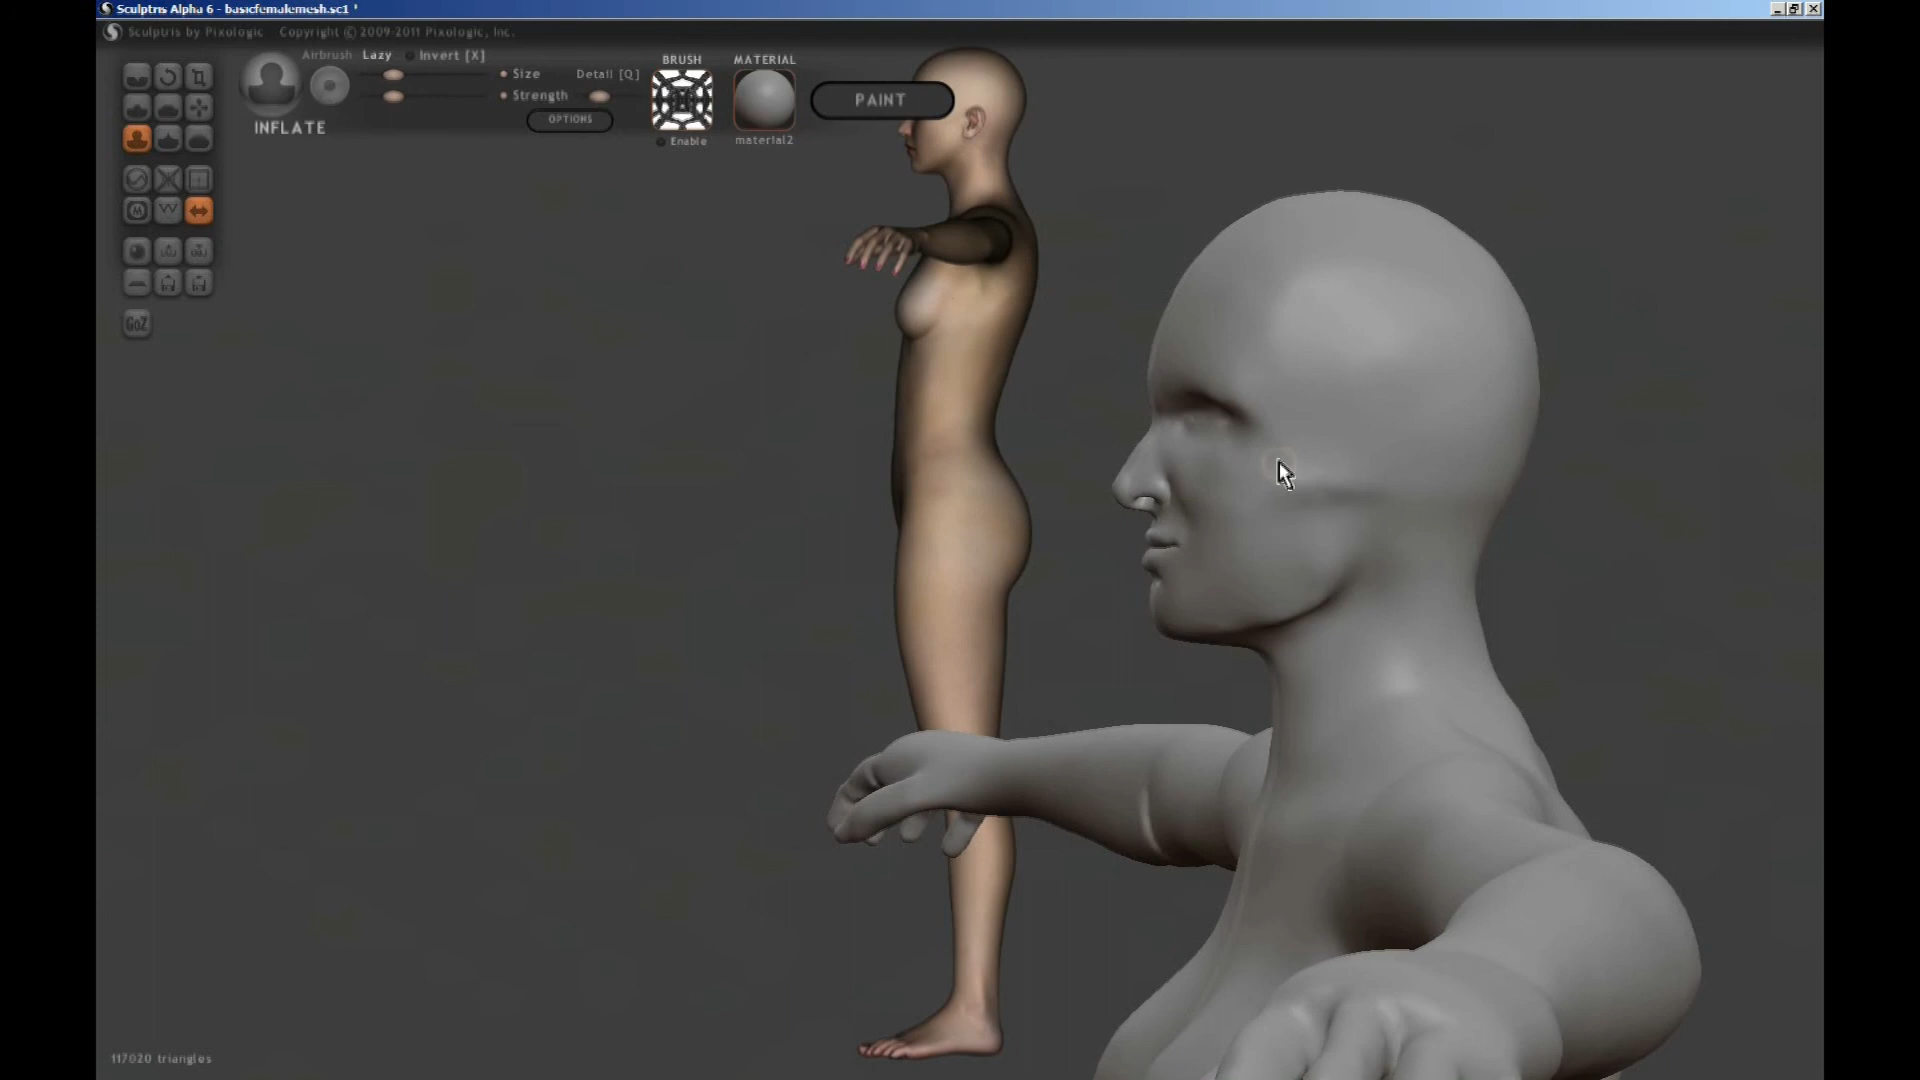 Sculptris Alpha 6 - basicfemalemesh.sc1 *
Sculptris by Pixologic Copyright © 2009-2011 Pixologic, Inc.
Airbrush Lazy Invert [X]
Size Detail [Q]
Strength
OPTIONS
INFLATE
BRUSH
Enable
MATERIAL
material2
PAINT
M
GoZ
117020 triangles